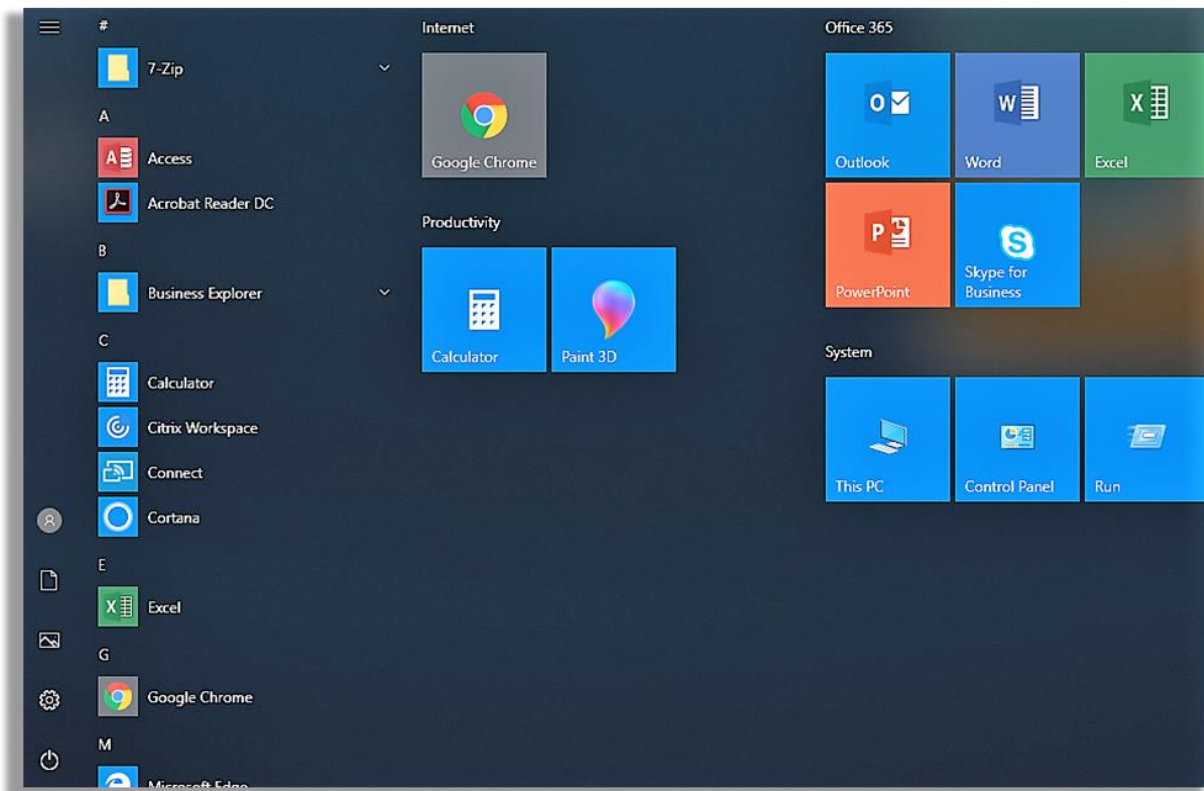 #
7-Zip
A
Access
Acrobat Reader DC
B
Business Explorer
C
Calculator
Citrix Workspace
Connect
Cortana
E
Excel
G
Google Chrome
M
Microsoft Edge
Internet
Google Chrome
Productivity
Calculator
Paint 3D
Office 365
Outlook
Word
Excel
PowerPoint
Skype for
Business
System
This PC
Control Panel
Run